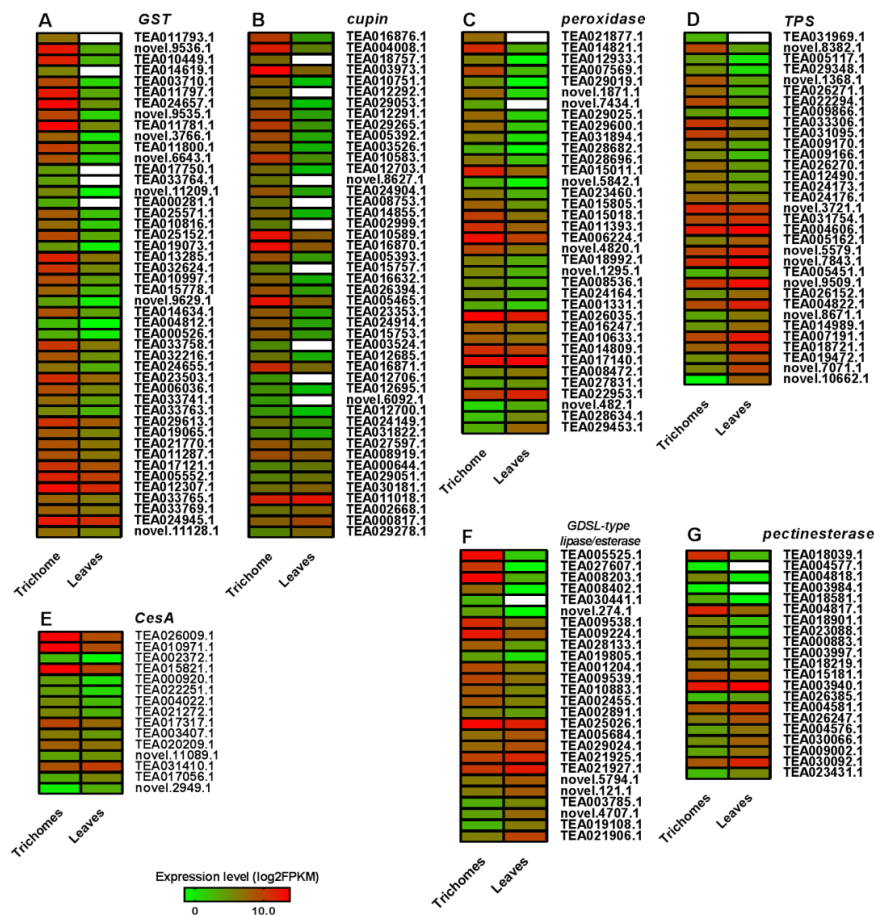 A GST
TEA011793.1
novel.9536.1
TEA010449.1
TEA014619.1
TEA003710.1
TEA011797.1
TEA024657.1
novel.9535.1
TEA011781.1
novel.3766.1
TEA011800.1
novel.6643.1
TEA017750.1
TEA033764.1
novel.11209.1
TEA000281.1
TEA025571.1
TEA010816.1
TEA025152.1
TEA019073.1
TEA013285.1
TEA032624.1
TEA010997.1
TEA015778.1
novel.9629.1
TEA014634.1
TEA004812.1
TEA000526.1
TEA033758.1
TEA032216.1
TEA024655.1
TEA023503.1
TEA006036.1
TEA033741.1
TEA033763.1
TEA029613.1
TEA019065.1
TEA021770.1
TEA011287.1
TEA017121.1
TEA005552.1
TEA012307.1
TEA033765.1
TEA033769.1
TEA024945.1
novel.11128.1
Trichome
Leaves
B cupin
TEA016876.1
TEA004008.1
TEA018757.1
TEA003973.1
TEA010751.1
TEA012292.1
TEA029053.1
TEA012291.1
TEA029265.1
TEA005392.1
TEA003526.1
TEA010583.1
TEA012703.1
novel.8627.1
TEA024904.1
TEA008753.1
TEA014855.1
TEA002999.1
TEA010589.1
TEA016870.1
TEA005393.1
TEA015757.1
TEA016632.1
TEA026394.1
TEA005465.1
TEA023353.1
TEA024914.1
TEA015753.1
TEA003524.1
TEA012685.1
TEA016871.1
TEA012706.1
TEA012695.1
novel.6092.1
TEA012700.1
TEA024149.1
TEA031822.1
TEA027597.1
TEA008919.1
TEA000644.1
TEA029051.1
TEA030181.1
TEA011018.1
TEA002668.1
TEA000817.1
TEA029278.1
Trichome
Leaves
C peroxidase
TEA021877.1
TEA014821.1
TEA012933.1
TEA007569.1
TEA029019.1
novel.1871.1
novel.7434.1
TEA029025.1
TEA029600.1
TEA031894.1
TEA028682.1
TEA028696.1
TEA015011.1
novel.5842.1
TEA023460.1
TEA015805.1
TEA015018.1
TEA011393.1
TEA006224.1
novel.4820.1
TEA018992.1
novel.1295.1
TEA008536.1
TEA024164.1
TEA001331.1
TEA026035.1
TEA016247.1
TEA010633.1
TEA014809.1
TEA017140.1
TEA008472.1
TEA027831.1
TEA022953.1
novel.482.1
TEA028634.1
TEA029453.1
Trichome
Leaves
D TPS
TEA031969.1
novel.8382.1
TEA005117.1
TEA029348.1
novel.1368.1
TEA026271.1
TEA022294.1
TEA009866.1
TEA033306.1
TEA031095.1
TEA009170.1
TEA009166.1
TEA026270.1
TEA012490.1
TEA024173.1
TEA024176.1
novel.3721.1
TEA031754.1
TEA004606.1
TEA005162.1
novel.5579.1
novel.7843.1
TEA005451.1
novel.9509.1
TEA026152.1
TEA004822.1
novel.8671.1
TEA014989.1
TEA007191.1
TEA018721.1
TEA019472.1
novel.7071.1
novel.10662.1
Trichomes
Leaves
E CesA
TEA026009.1
TEA010971.1
TEA002372.1
TEA015821.1
TEA000920.1
TEA022251.1
TEA004022.1
TEA021272.1
TEA017317.1
TEA003407.1
TEA020209.1
novel.11089.1
TEA031410.1
TEA017056.1
novel.2949.1
Trichomes
Leaves
F GDSL-type
lipase/esterase
TEA005525.1
TEA027607.1
TEA008203.1
TEA008402.1
TEA030441.1
novel.274.1
TEA009538.1
TEA009224.1
TEA028133.1
TEA019805.1
TEA001204.1
TEA009539.1
TEA010883.1
TEA002455.1
TEA002891.1
TEA025026.1
TEA005684.1
TEA029024.1
TEA021925.1
TEA021927.1
novel.5794.1
novel.121.1
TEA003785.1
novel.4707.1
TEA019108.1
TEA021906.1
Trichomes
Leaves
G pectinesterase
TEA018039.1
TEA004577.1
TEA004818.1
TEA003984.1
TEA018581.1
TEA004817.1
TEA018901.1
TEA023088.1
TEA000883.1
TEA003997.1
TEA018219.1
TEA015181.1
TEA003940.1
TEA026385.1
TEA004581.1
TEA026247.1
TEA004576.1
TEA030066.1
TEA009002.1
TEA030092.1
TEA023431.1
Trichomes
Leaves
Expression level (log2FPKM)
0 10.0